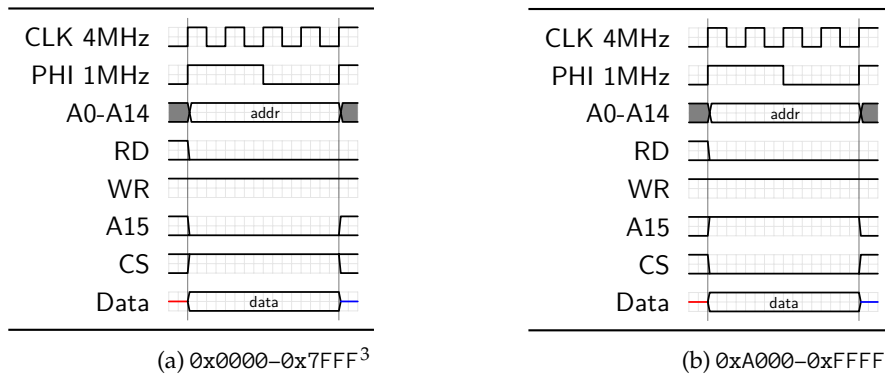 CLK 4MHz
PHI 1MHz
A0-A14
addr
RD
WR
A15
CS
Data
data
(a) 0x0000–0x7FFF³
CLK 4MHz
PHI 1MHz
A0-A14
addr
RD
WR
A15
CS
Data
data
(b) 0xA000–0xFFFF